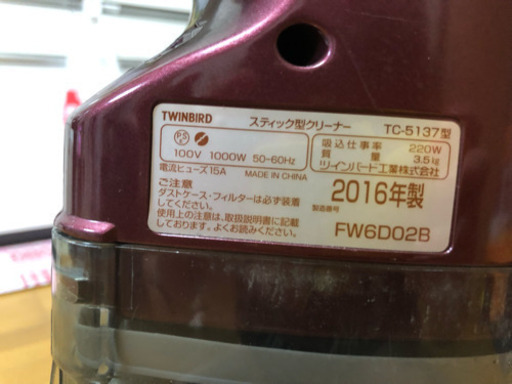 TWINBIRD スティック型クリーナー TC-5137型
PS
100V 1000W 50-60Hz
電流ヒューズ15A MADE IN CHINA
吸込仕事率 220W
質量 3.5kg
ツインバード工業株式会社
ご注意
ダストケース・フィルターは必ず装着
してください。
使用上の注意は、取扱説明書に記載
しております。よくお読みください。
2016年製
製造番号
FW6D02B